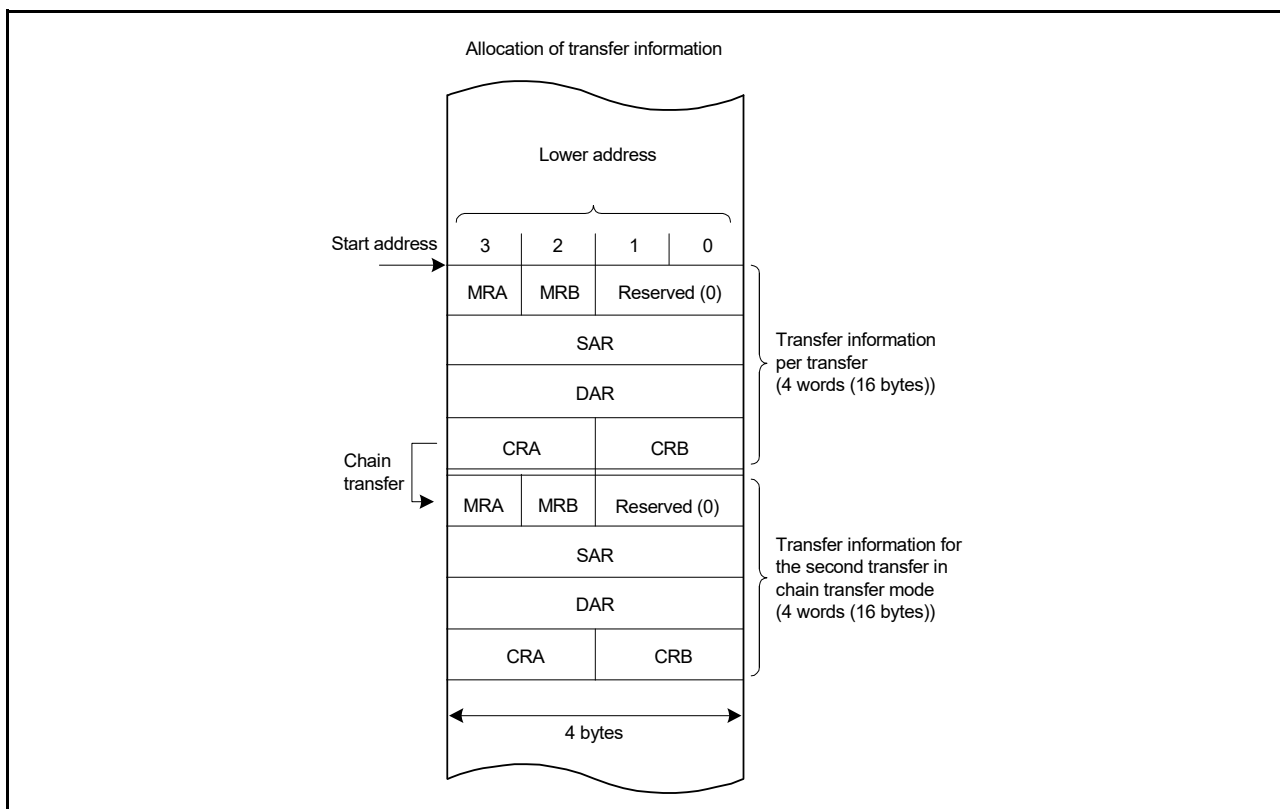 Allocation of transfer information
Lower address
Start address
3 2 1 0
MRA MRB Reserved (0)
SAR
DAR
CRA CRB
Transfer information
per transfer
(4 words (16 bytes))
Chain
transfer
MRA MRB Reserved (0)
SAR
DAR
CRA CRB
Transfer information for
the second transfer in
chain transfer mode
(4 words (16 bytes))
4 bytes